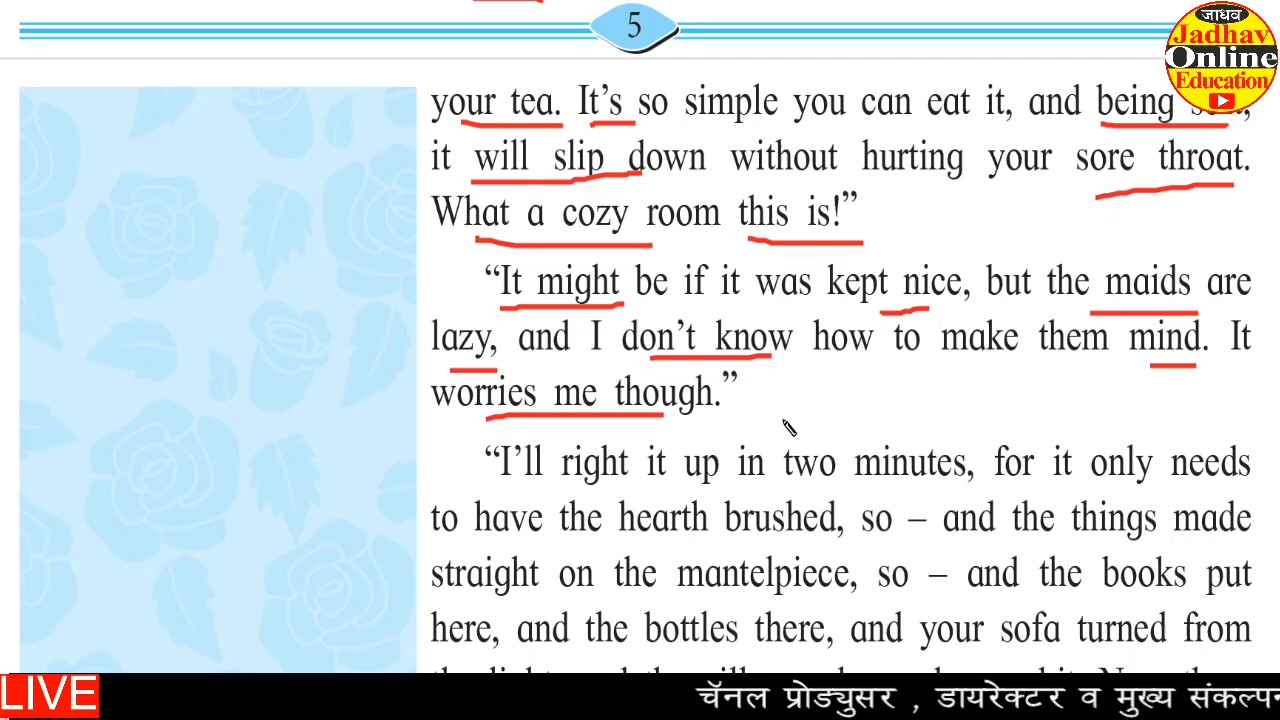 5
जाधव
Jadhav
Online
Education
your tea. It’s so simple you can eat it, and being
it will slip down without hurting your sore throat.
What a cozy room this is!”
“It might be if it was kept nice, but the maids are
lazy, and I don’t know how to make them mind. It
worries me though.”
“I’ll right it up in two minutes, for it only needs
to have the hearth brushed, so – and the things made
straight on the mantelpiece, so – and the books put
here, and the bottles there, and your sofa turned from
LIVE
चॅनल प्रोड्युसर , डायरेक्टर व मुख्य संकल्पन